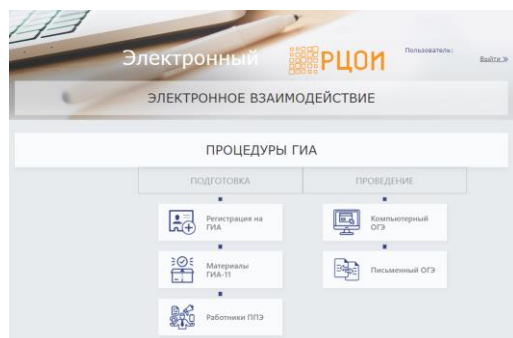 Электронный РЦОИ
Пользователь:
Войти »
ЭЛЕКТРОННОЕ ВЗАИМОДЕЙСТВИЕ
ПРОЦЕДУРЫ ГИА
ПОДГОТОВКА
ПРОВЕДЕНИЕ
Регистрация на
ГИА
Компьютерный
ОГЭ
Материалы
ГИА-11
Письменный ОГЭ
Работники ППЭ